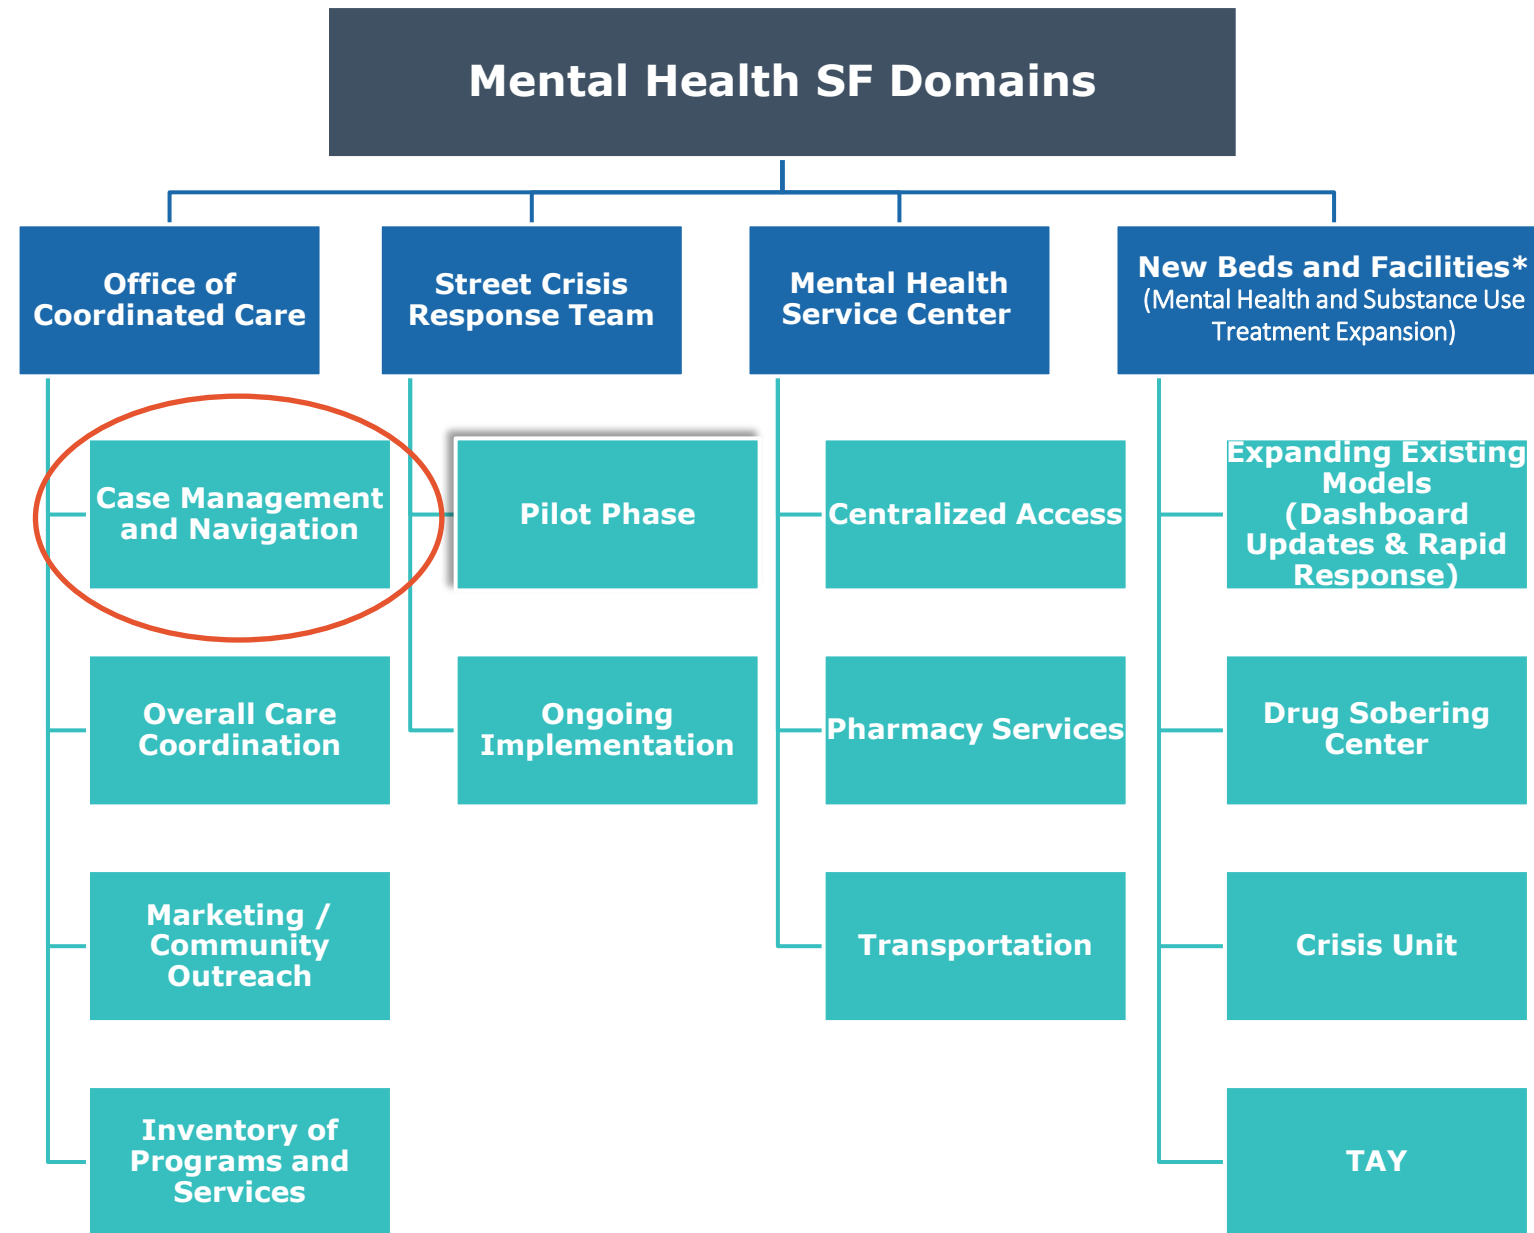 Mental Health SF Domains
Office of
Coordinated Care
Case Management
and Navigation
Overall Care
Coordination
Marketing /
Community
Outreach
Inventory of
Programs and
Services
Street Crisis
Response Team
Pilot Phase
Ongoing
Implementation
Mental Health
Service Center
Centralized Access
Pharmacy Services
Transportation
New Beds and Facilities*
(Mental Health and Substance Use
Treatment Expansion)
Expanding Existing
Models
(Dashboard
Updates & Rapid
Response)
Drug Sobering
Center
Crisis Unit
TAY